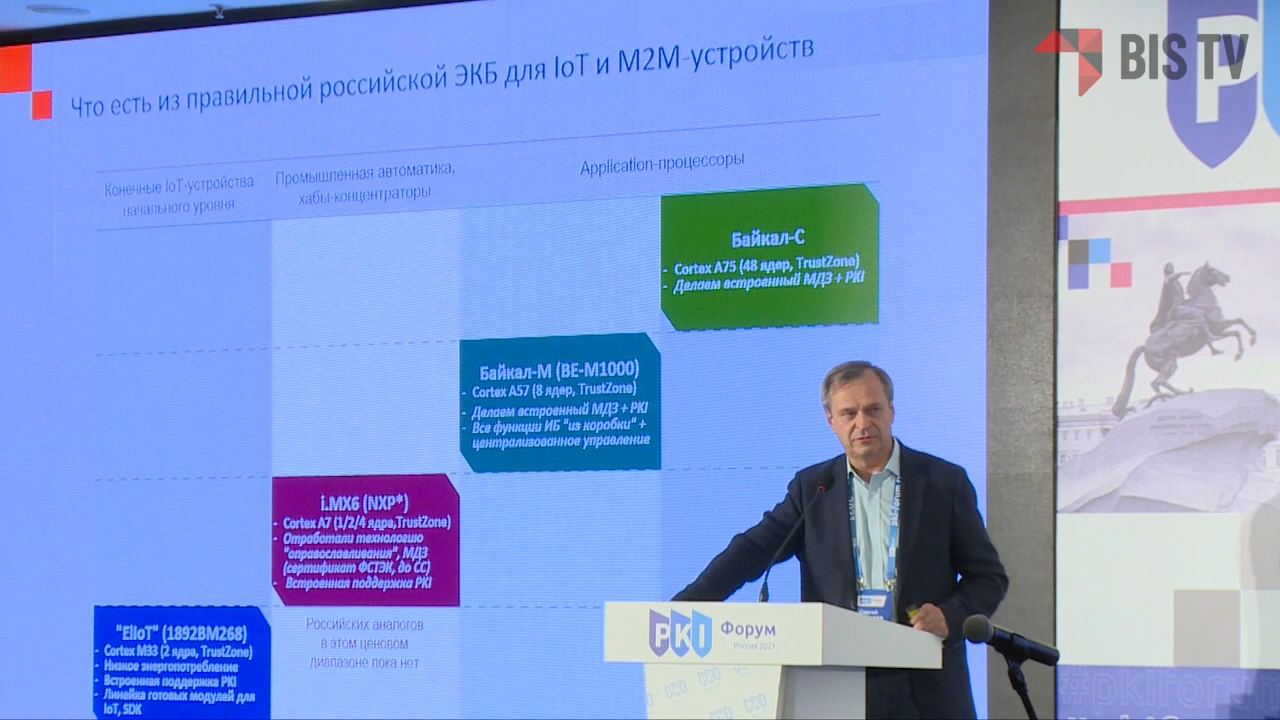 BIS TV
Что есть из правильной российской ЭКБ для IoT и М2М-устройств
Конечные IoT-устройства
начального уровня
Промышленная автоматика,
хабы-концентраторы
Application-процессоры
Байкал-С
- Cortex A75 (48 ядер, TrustZone)
- Делаем встроенный МДЗ + PKI
Байкал-М (BE-M1000)
- Cortex A57 (8 ядер, TrustZone)
- Делаем встроенный МДЗ + PKI
- Все функции ИБ "из коробки" +
централизованное управление
i.MX6 (NXP*)
- Cortex A7 (1/2/4 ядра,TrustZone)
- Отработали технологию
"оправославливания", МДЗ
(сертификат ФСТЭК, до СС)
- Встроенная поддержка PKI
Российских аналогов
в этом ценовом
диапазоне пока нет
"ElIoT" (1892ВМ268)
- Cortex M33 (2 ядра, TrustZone)
- Низкое энергопотребление
- Встроенная поддержка PKI
- Линейка готовых модулей для
IoT, SDK
PKI Форум
Россия 2021
#pkiforum